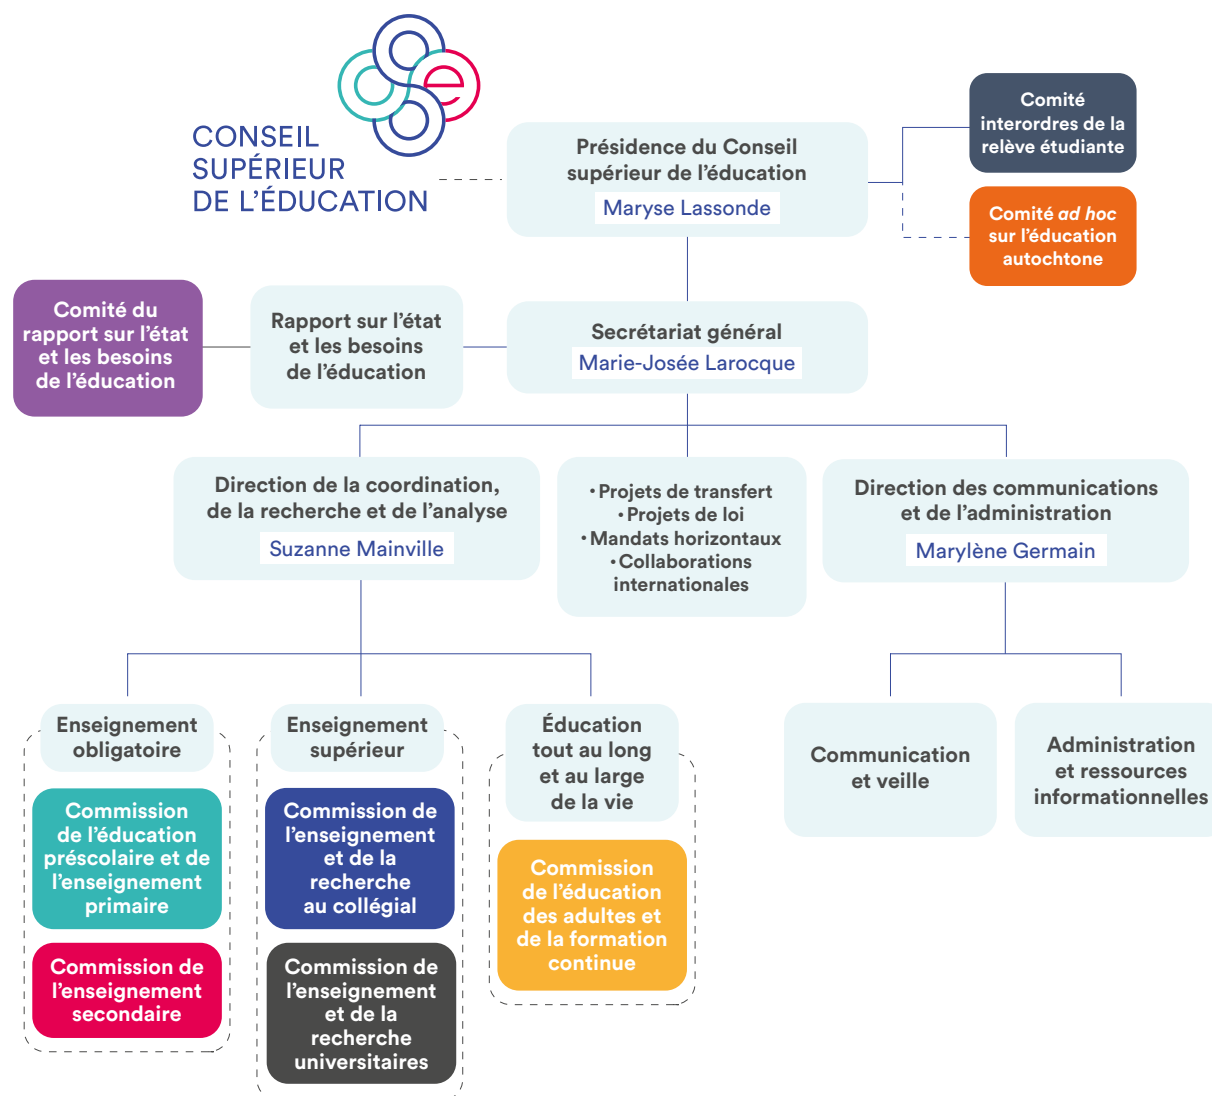 CONSEIL
SUPÉRIEUR
DE L’ÉDUCATION
Présidence du Conseil
supérieur de l’éducation
Maryse Lassonde
Comité
interordres de la
relève étudiante
Comité ad hoc
sur l’éducation
autochtone
Comité du
rapport sur l’état
et les besoins
de l’éducation
Rapport sur l’état
et les besoins
de l’éducation
Secrétariat général
Marie-Josée Larocque
Direction de la coordination,
de la recherche et de l’analyse
Suzanne Mainville
• Projets de transfert
• Projets de loi
• Mandats horizontaux
• Collaborations
internationales
Direction des communications
et de l’administration
Marylène Germain
Enseignement
obligatoire
Commission
de l’éducation
préscolaire et de
l’enseignement
primaire
Commission de
l’enseignement
secondaire
Enseignement
supérieur
Commission de
l’enseignement
et de la
recherche
au collégial
Commission de
l’enseignement
et de la
recherche
universitaires
Éducation
tout au long
et au large
de la vie
Commission
de l’éducation
des adultes et
de la formation
continue
Communication
et veille
Administration
et ressources
informationnelles